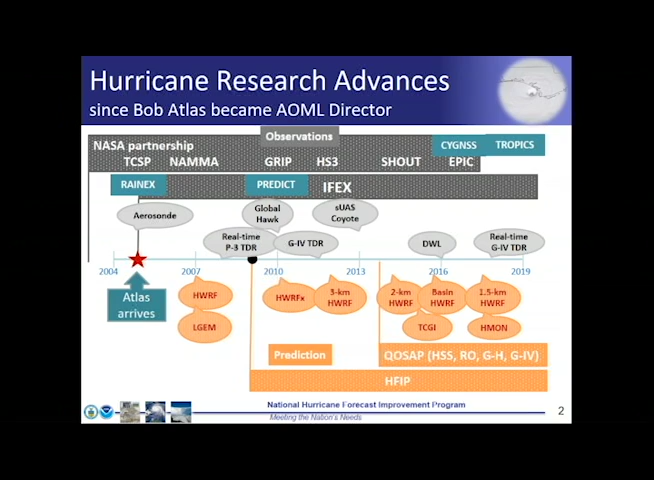 Hurricane Research Advances
since Bob Atlas became AOML Director
Observations
NASA partnership
CYGNSS
TROPICS
TCSP
NAMMA
GRIP
HS3
SHOUT
EPIC
RAINEX
PREDICT
IFEX
Aerosonde
Global
Hawk
sUAS
Coyote
Real-time
P-3 TDR
G-IV TDR
DWL
Real-time
G-IV TDR
2004
2007
2010
2013
2016
2019
Atlas
arrives
HWRF
HWRFx
3-km
HWRF
2-km
HWRF
Basin
HWRF
1.5-km
HWRF
LGEM
TCGI
HMON
Prediction
QOSAP (HSS, RO, G-H, G-IV)
HFIP
National Hurricane Forecast Improvement Program
Meeting the Nation's Needs
2